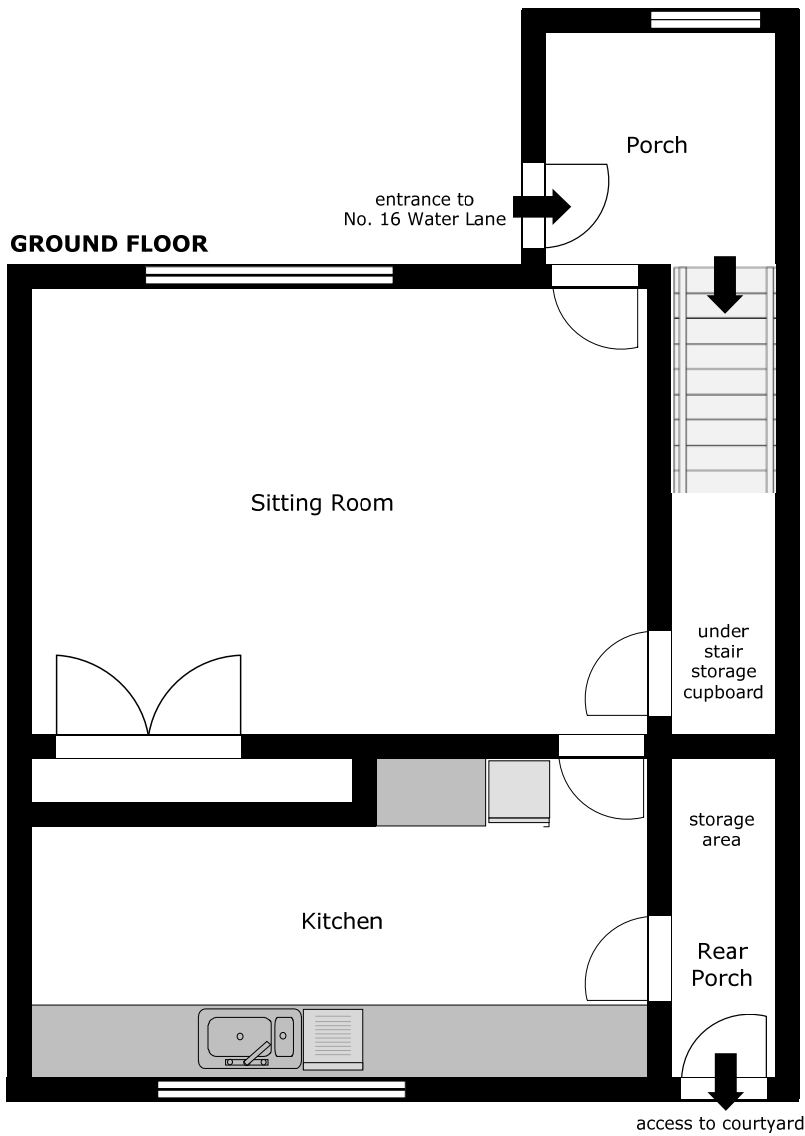 Porch
entrance to
No. 16 Water Lane
GROUND FLOOR
Sitting Room
under
stair
storage
cupboard
storage
area
Kitchen
Rear
Porch
access to courtyard